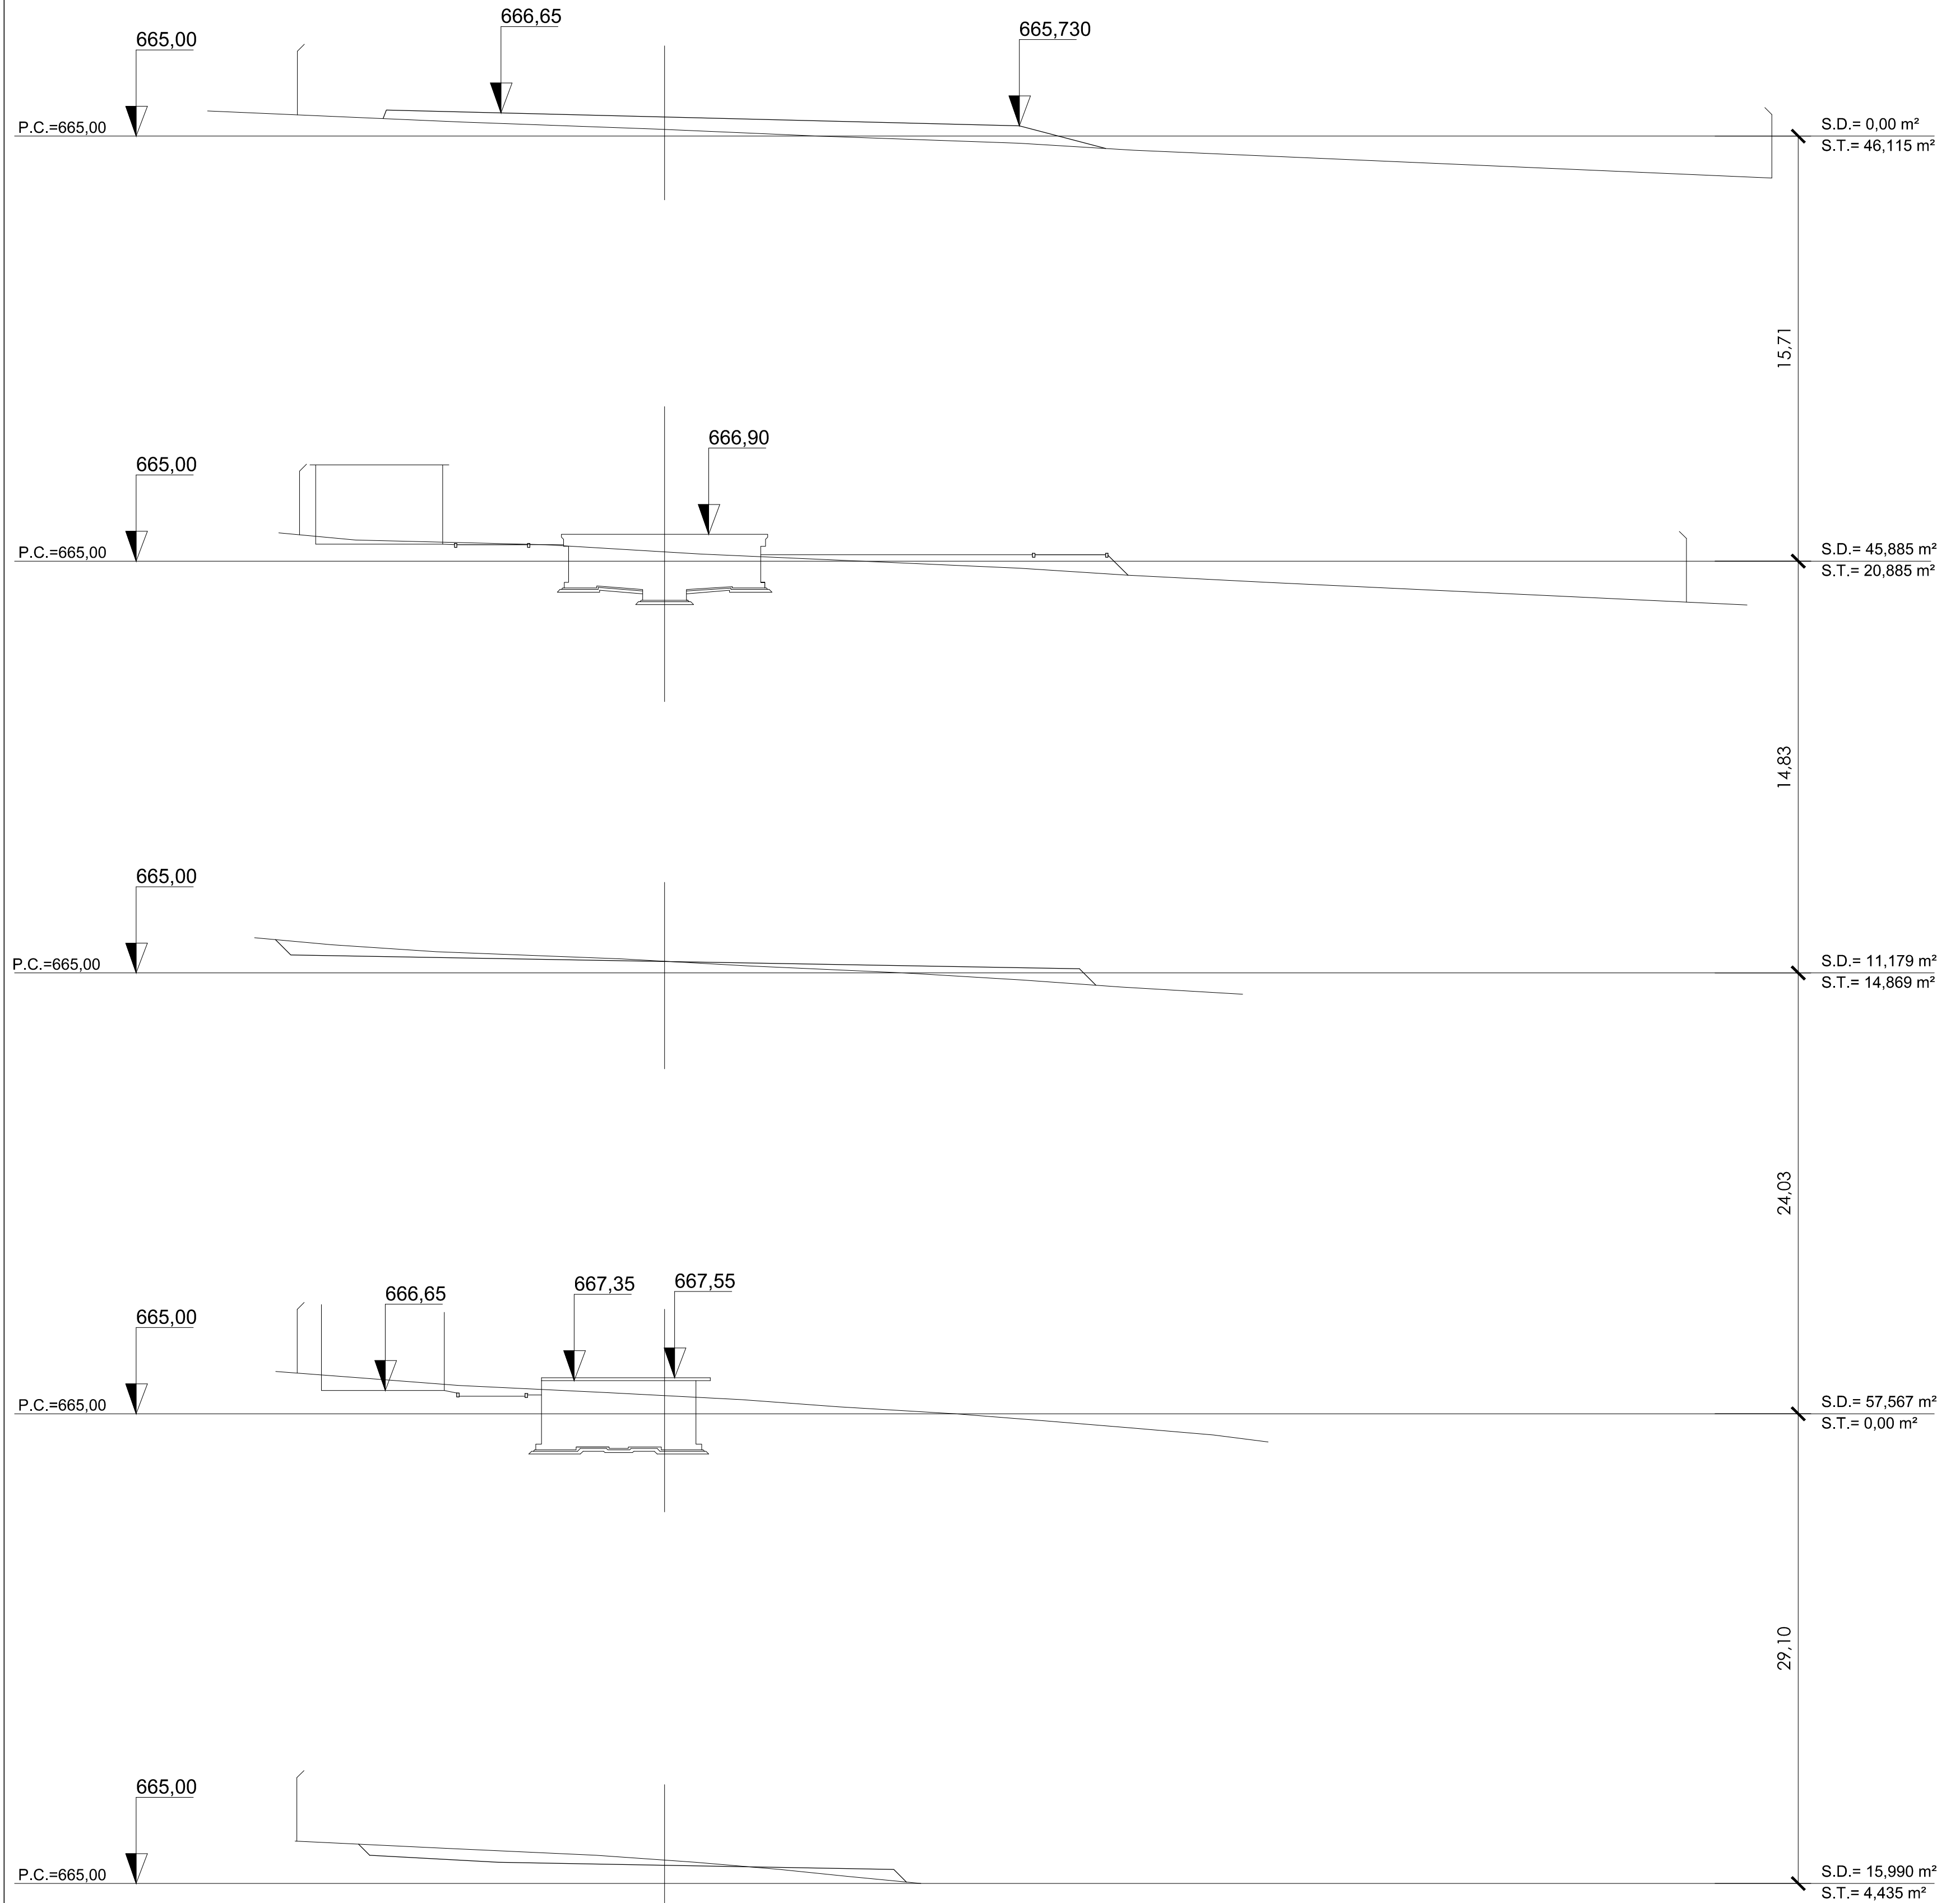 666,65
665,730
665,00
P.C.=665,00
S.D.= 0,00 m²
S.T.= 46,115 m²
15,71
666,90
665,00
P.C.=665,00
S.D.= 45,885 m²
S.T.= 20,885 m²
14,83
665,00
P.C.=665,00
S.D.= 11,179 m²
S.T.= 14,869 m²
24,03
667,55
667,35
666,65
665,00
P.C.=665,00
S.D.= 57,567 m²
S.T.= 0,00 m²
29,10
665,00
P.C.=665,00
S.D.= 15,990 m²
S.T.= 4,435 m²